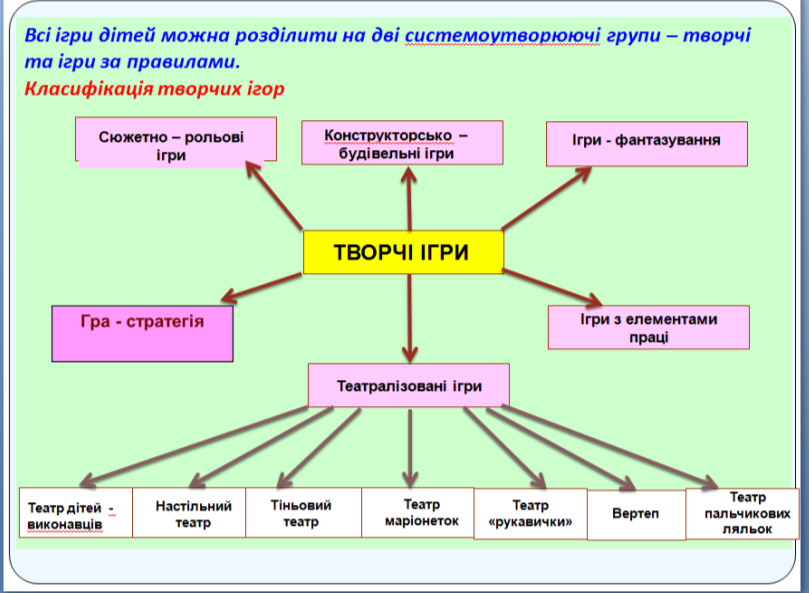 Всі ігри дітей можна розділити на дві системоутворюючі групи – творчі
та ігри за правилами.
Класифікація творчих ігор
Сюжетно – рольові
ігри
Конструкторсько –
будівельні ігри
Ігри - фантазування
ТВОРЧІ ІГРИ
Гра - стратегія
Ігри з елементами
праці
Театралізовані ігри
Театр дітей -
виконавців
Настільний
театр
Тіньовий
театр
Театр
маріонеток
Театр
«рукавички»
Вертеп
Театр
пальчикових
ляльок